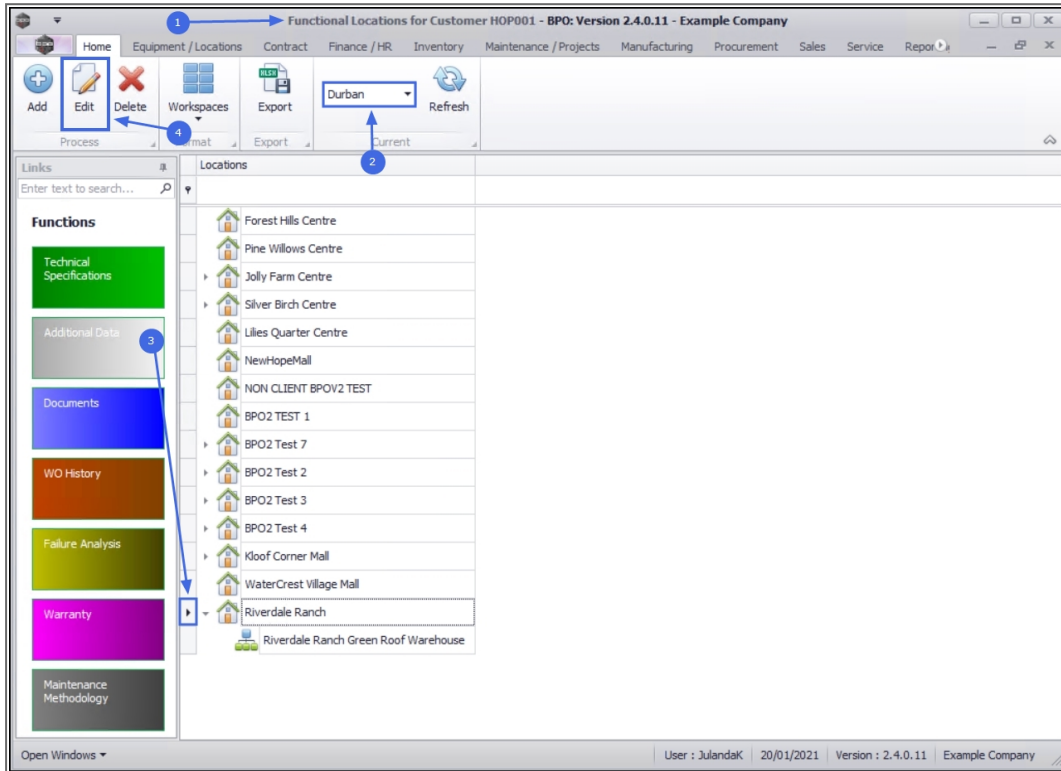 1
Functional Locations for Customer HOP001 - BPO: Version 2.4.0.11 - Example Company
Home Equipment / Locations Contract Finance / HR Inventory Maintenance / Projects Manufacturing Procurement Sales Service
Add Edit Delete Workspaces Export Durban Refresh
4
Process Export Current
2
Links
Locations
Enter text to search...
Functions
Forest Hills Centre
Pine Willows Centre
Technical
Specifications
Jolly Farm Centre
Silver Birch Centre
Additional Data
3
Lilies Quarter Centre
NewHopeMall
NON CLIENT BPOV2 TEST
Documents
BPO2 TEST 1
BPO2 Test 7
WO History
BPO2 Test 2
BPO2 Test 3
BPO2 Test 4
Failure Analysis
Kloof Corner Mall
WaterCrest Village Mall
Warranty
Riverdale Ranch
Riverdale Ranch Green Roof Warehouse
Maintenance
Methodology
Open Windows User : JulandaK 20/01/2021 Version : 2.4.0.11 Example Company